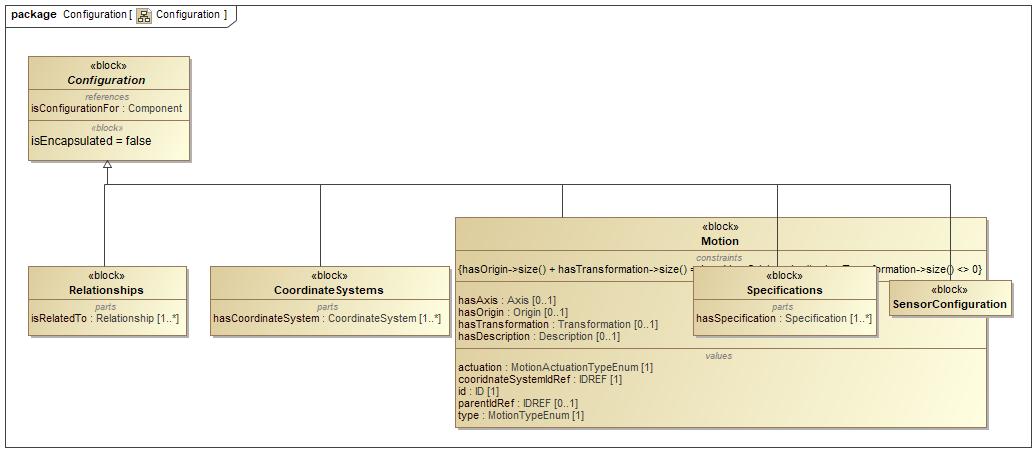 package Configuration [ Configuration ]
«block»
Configuration
references
isConfigurationFor : Component
«block»
isEncapsulated = false
«block»
Relationships
parts
isRelatedTo : Relationship [1..*]
«block»
CoordinateSystems
parts
hasCoordinateSystem : CoordinateSystem [1..*]
«block»
Motion
constraints
{hasOrigin->size() + hasTransformation->size() =
formation->size() <> 0}
hasAxis : Axis [0..1]
hasOrigin : Origin [0..1]
hasTransformation : Transformation [0..1]
hasDescription : Description [0..1]
values
actuation : MotionActuationTypeEnum [1]
cooridnateSystemIdRef : IDREF [1]
id : ID [1]
parentIdRef : IDREF [0..1]
type : MotionTypeEnum [1]
«block»
Specifications
parts
hasSpecification : Specification [1..*]
«block»
SensorConfiguration